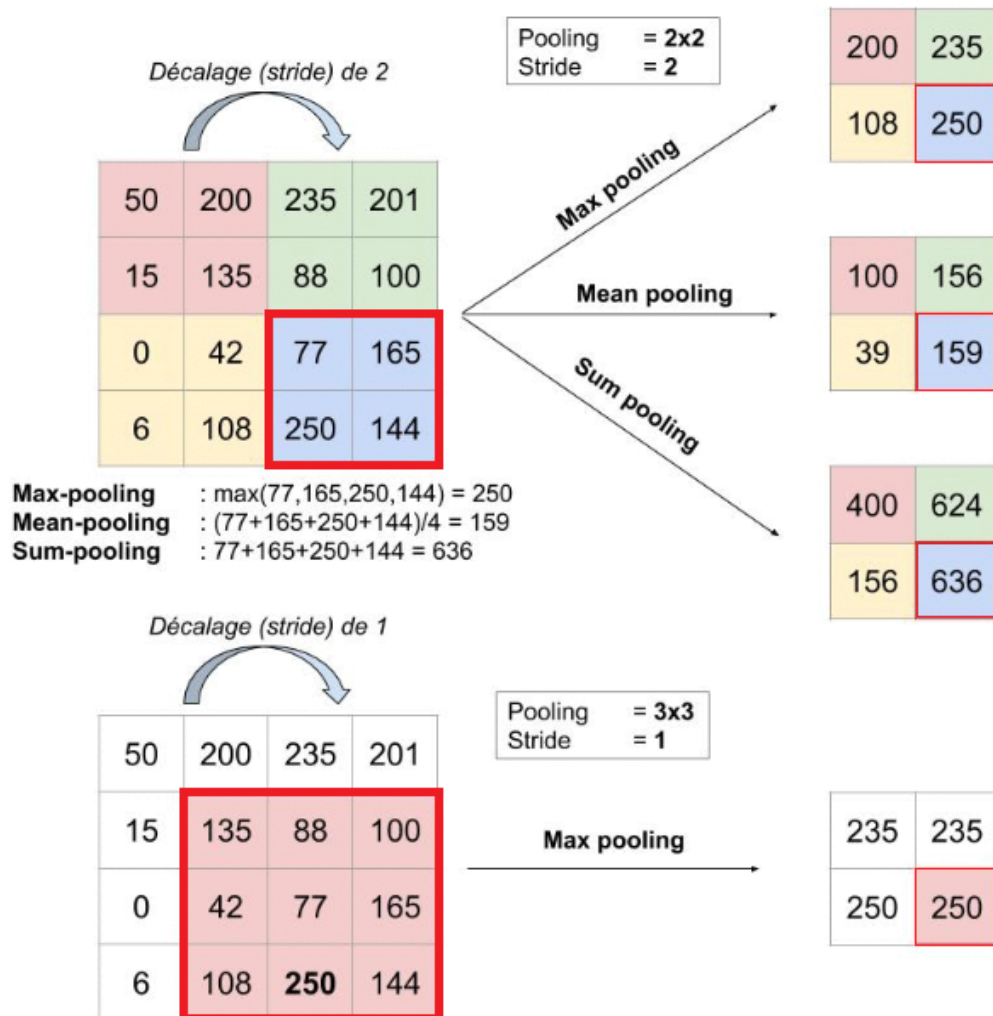 Décalage (stride) de 2
Pooling = 2x2
Stride = 2
50 200 235 201
15 135 88 100
0 42 77 165
6 108 250 144
Max pooling
200 235
108 250
Mean pooling
100 156
39 159
Sum pooling
400 624
156 636
Max-pooling : max(77,165,250,144) = 250
Mean-pooling : (77+165+250+144)/4 = 159
Sum-pooling : 77+165+250+144 = 636
Décalage (stride) de 1
Pooling = 3x3
Stride = 1
50 200 235 201
15 135 88 100
0 42 77 165
6 108 250 144
Max pooling
235 235
250 250